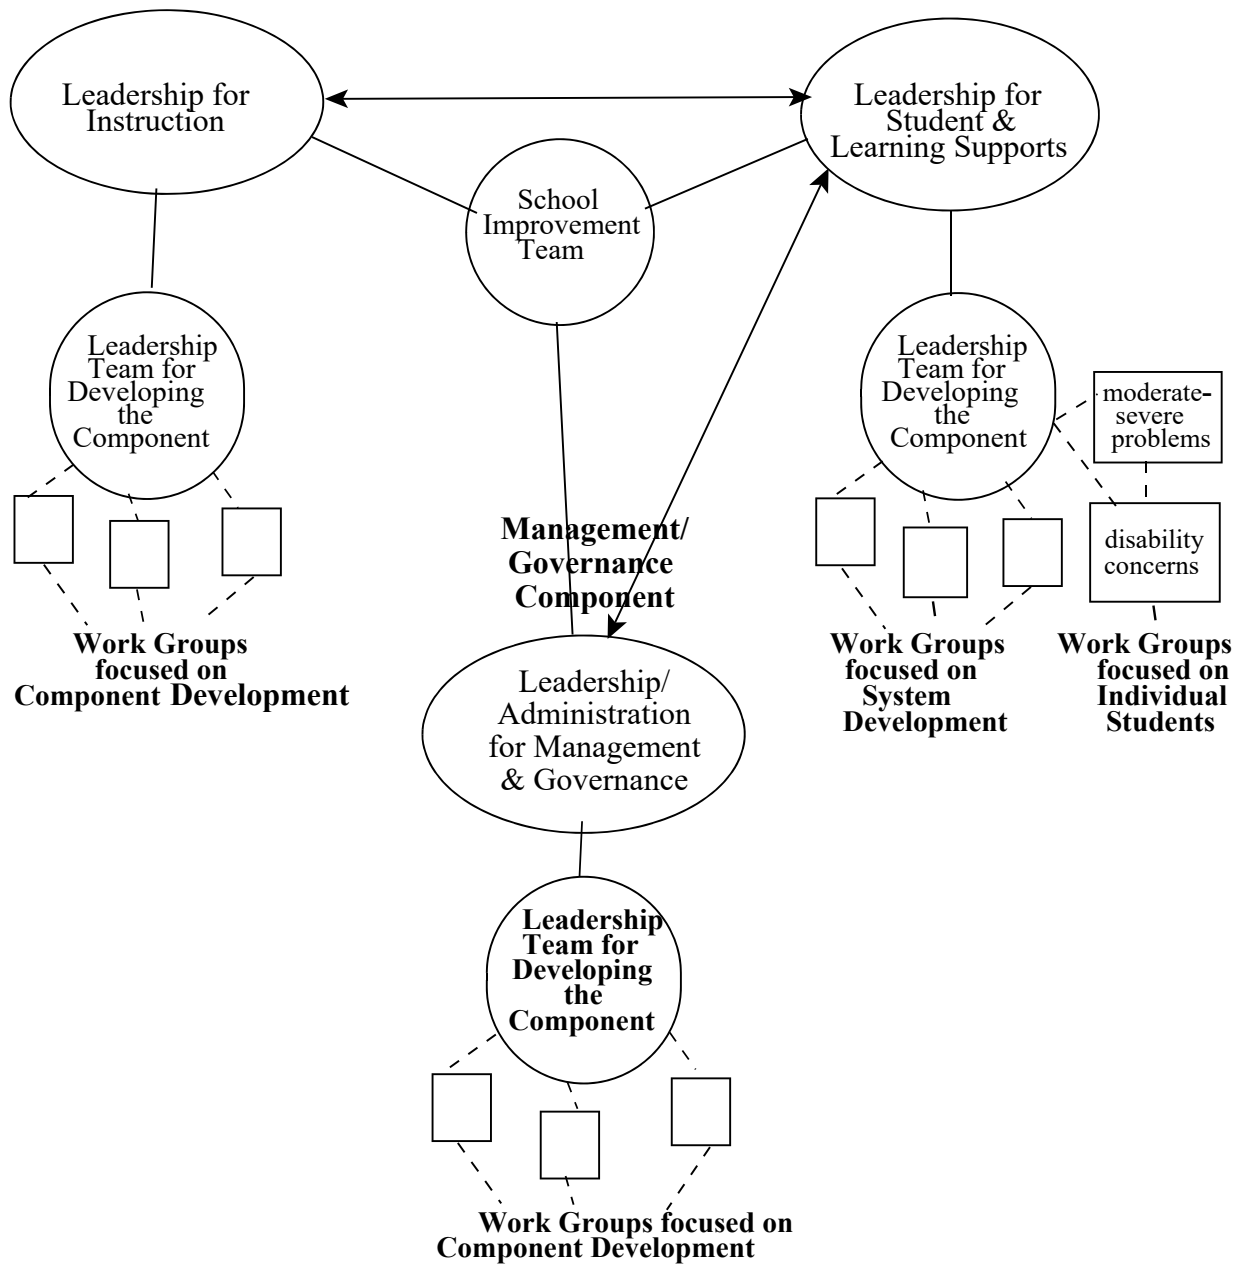 Leadership for
Instruction
Leadership for
Student &
Learning Supports
School
Improvement
Team
Leadership
Team for
Developing
the
Component
Leadership
Team for
Developing
the
Component
moderate-
severe
problems
disability
concerns
Management/
Governance
Component
Work Groups
focused on
Component Development
Work Groups
focused on
System
Development
Work Groups
focused on
Individual
Students
Leadership/
Administration
for Management
& Governance
Leadership
Team for
Developing
the
Component
Work Groups focused on
Component Development